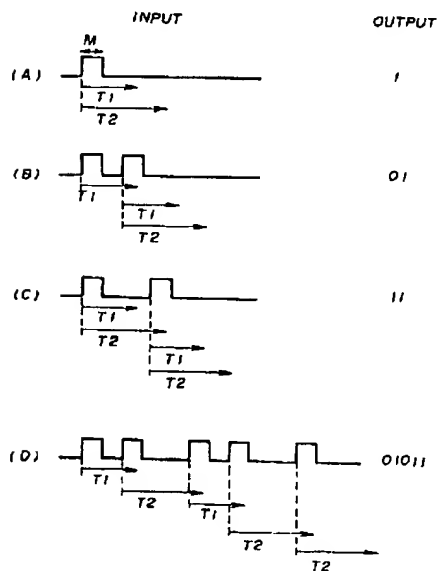 INPUT OUTPUT
M
(A) 1
T1
T2
(B) 01
T1
T1
T2
(C) 11
T1
T2
T1
T2
(D) 01011
T1
T2
T1
T2
T2